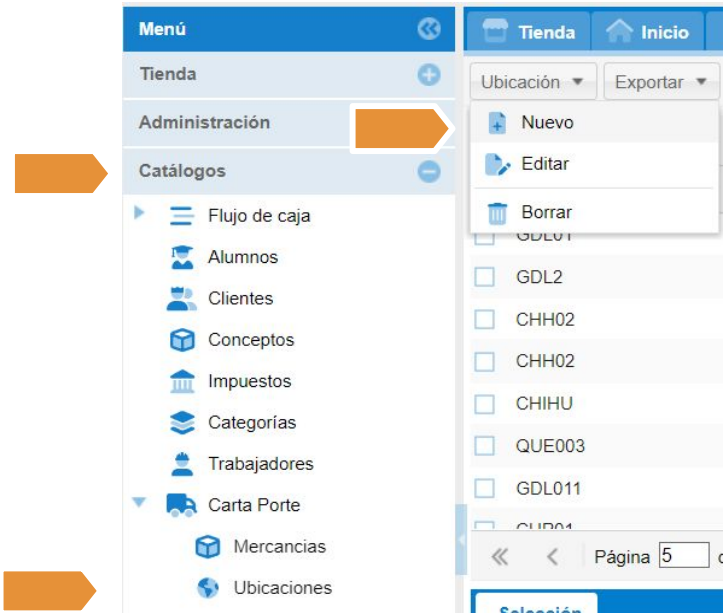 Menú
Tienda
Administración
Catálogos
Flujo de caja
Alumnos
Clientes
Conceptos
Impuestos
Categorías
Trabajadores
Carta Porte
Mercancias
Ubicaciones
Tienda Inicio
Ubicación Exportar
Nuevo
Editar
Borrar
GDL01
GDL2
CHH02
CHH02
CHIHU
QUE003
GDL011
Página 5
Selección